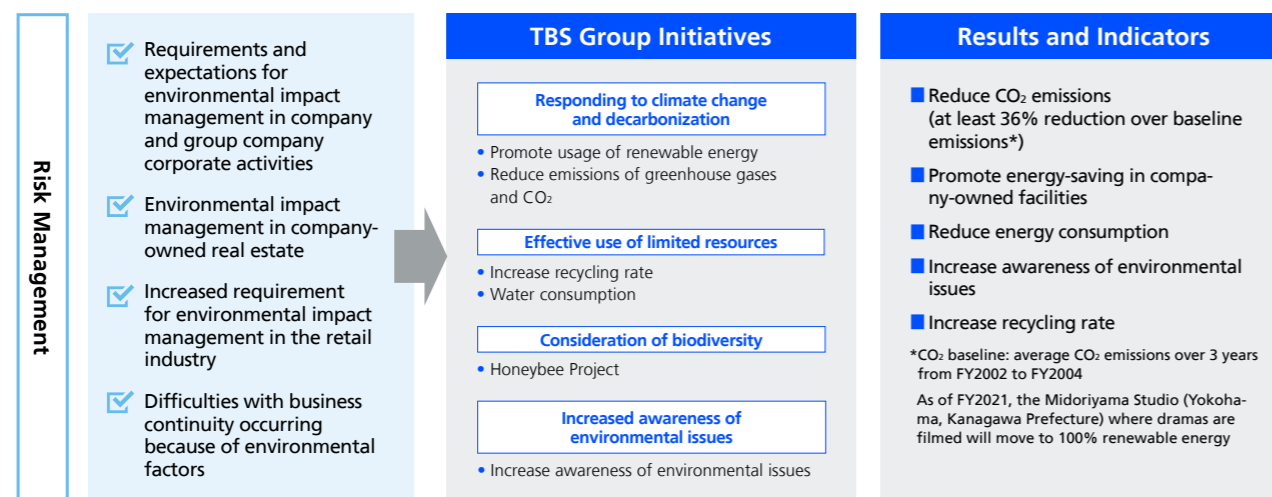 Risk Management
Requirements and
expectations for
environmental impact
management in company
and group company
corporate activities
Environmental impact
management in company-
owned real estate
Increased requirement
for environmental impact
management in the retail
industry
Difficulties with business
continuity occurring
because of environmental
factors
TBS Group Initiatives
Responding to climate change
and decarbonization
• Promote usage of renewable energy
• Reduce emissions of greenhouse gases
and CO₂
Effective use of limited resources
• Increase recycling rate
• Water consumption
Consideration of biodiversity
• Honeybee Project
Increased awareness of
environmental issues
• Increase awareness of environmental issues
Results and Indicators
■ Reduce CO₂ emissions
(at least 36% reduction over baseline
emissions*)
■ Promote energy-saving in compa-
ny-owned facilities
■ Reduce energy consumption
■ Increase awareness of environmental
issues
■ Increase recycling rate
*CO₂ baseline: average CO₂ emissions over 3 years
from FY2002 to FY2004
As of FY2021, the Midoriyama Studio (Yokoha-
ma, Kanagawa Prefecture) where dramas are
filmed will move to 100% renewable energy